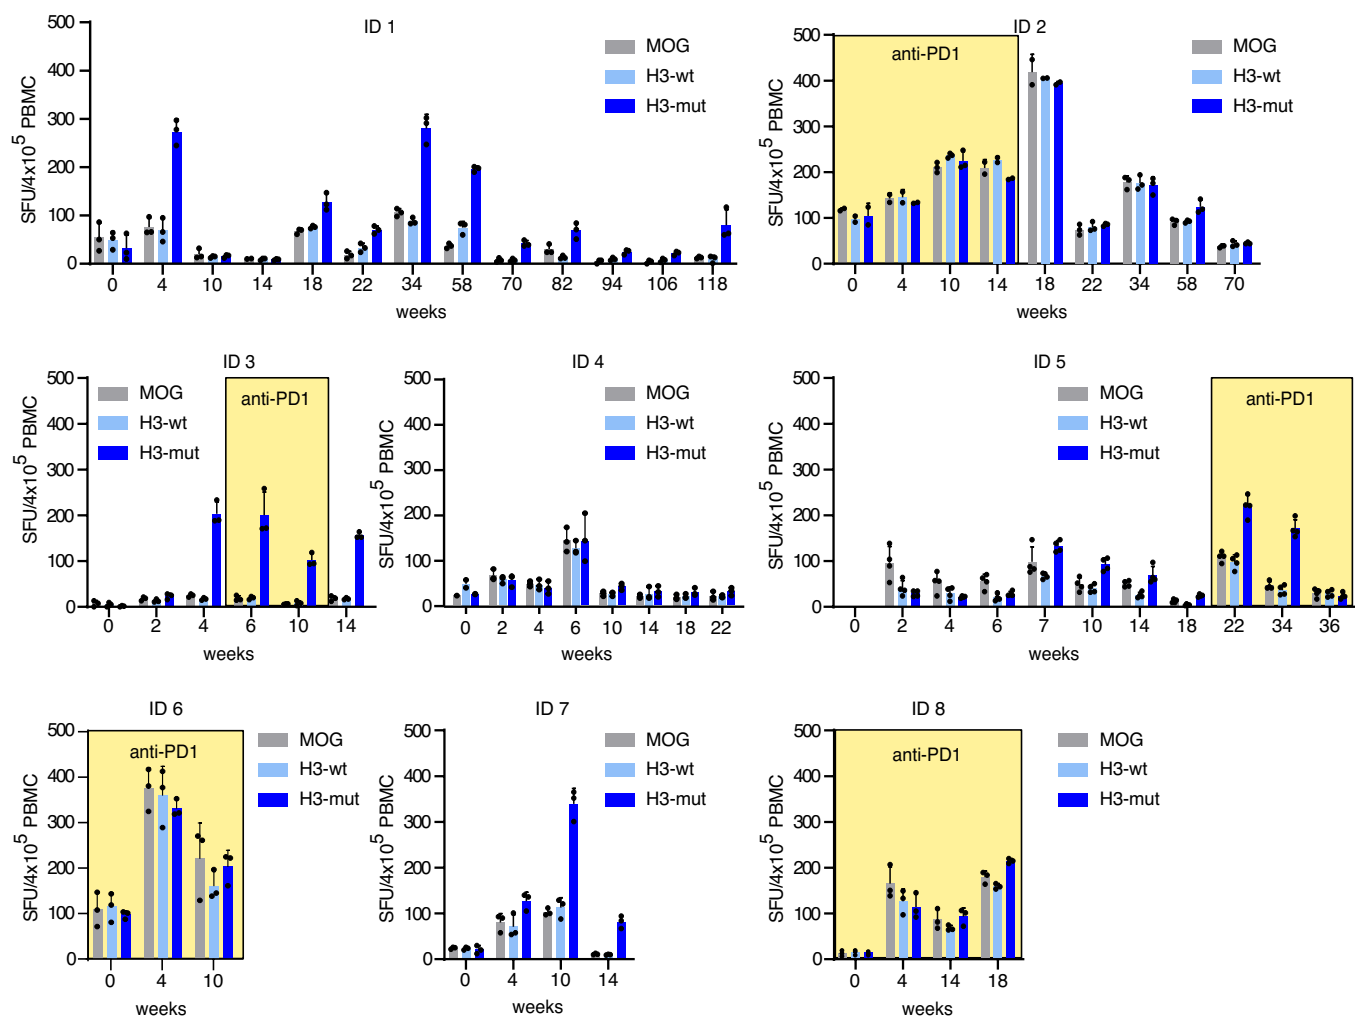 ID 1
500
400
300
200
100
0
SFU/4x10^5 PBMC
MOG
H3-wt
H3-mut
0 4 10 14 18 22 34 58 70 82 94 106 118
weeks
ID 2
500
400
300
200
100
0
SFU/4x10^5 PBMC
anti-PD1
MOG
H3-wt
H3-mut
0 4 10 14 18 22 34 58 70
weeks
ID 3
500
400
300
200
100
0
SFU/4x10^5 PBMC
MOG
H3-wt
H3-mut
anti-PD1
0 2 4 6 10 14
weeks
ID 4
500
400
300
200
100
0
SFU/4x10^5 PBMC
MOG
H3-wt
H3-mut
0 2 4 6 10 14 18 22
weeks
ID 5
500
400
300
200
100
0
SFU/4x10^5 PBMC
MOG
H3-wt
H3-mut
anti-PD1
0 2 4 6 7 10 14 18 22 34 36
weeks
ID 6
500
400
300
200
100
0
SFU/4x10^5 PBMC
anti-PD1
MOG
H3-wt
H3-mut
0 4 10
weeks
ID 7
500
400
300
200
100
0
SFU/4x10^5 PBMC
MOG
H3-wt
H3-mut
0 4 10 14
weeks
ID 8
500
400
300
200
100
0
SFU/4x10^5 PBMC
anti-PD1
MOG
H3-wt
H3-mut
0 4 14 18
weeks